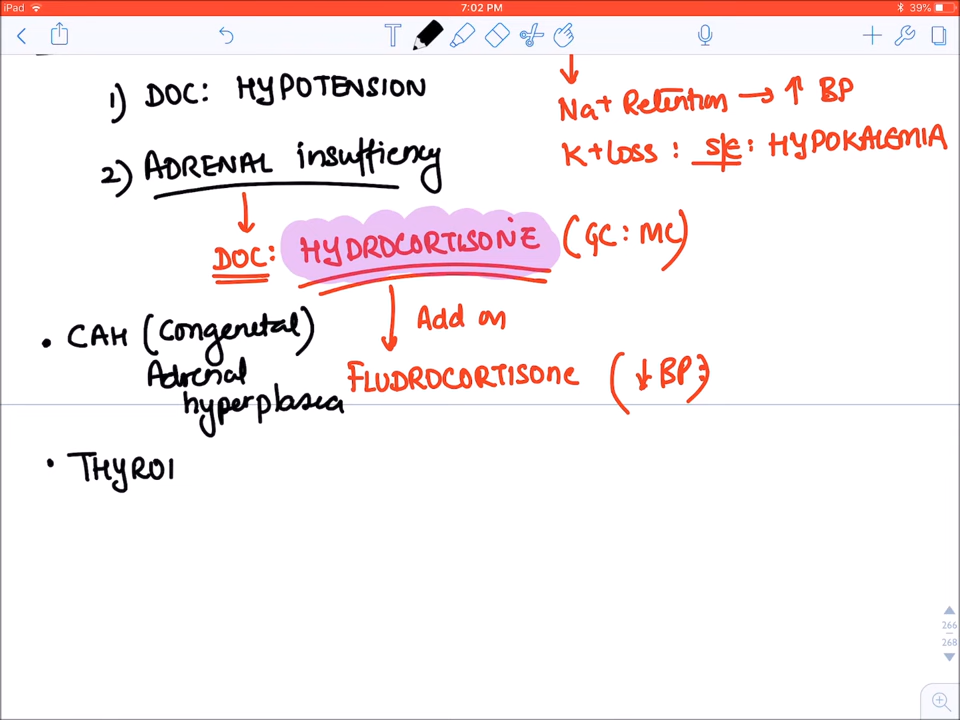 iPad 7:02 PM 39%
T
1) DOC: HYPOTENSION
Na+ Retention → ↑ BP
K+ Loss : S/E : HYPOKALEMIA
2) ADRENAL insufficiency
↓
DOC: HYDROCORTISONE (GC : MC)
↓ Add on
FLUDROCORTISONE (↓ BP)
• CAH (Congenetal)
Adrenal
hyperplasia
• THYROI
266
268